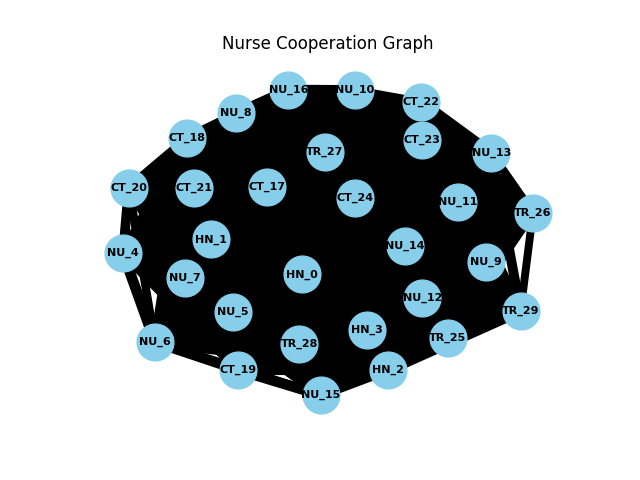 Nurse Cooperation Graph
NU_16
NU_10
CT_22
NU_8
CT_18
CT_23
TR_27
NU_13
CT_20
CT_21
CT_17
CT_24
NU_11
TR_26
HN_1
NU_14
NU_4
NU_9
NU_7
HN_0
NU_12
NU_5
TR_29
HN_3
TR_25
NU_6
TR_28
CT_19
HN_2
NU_15